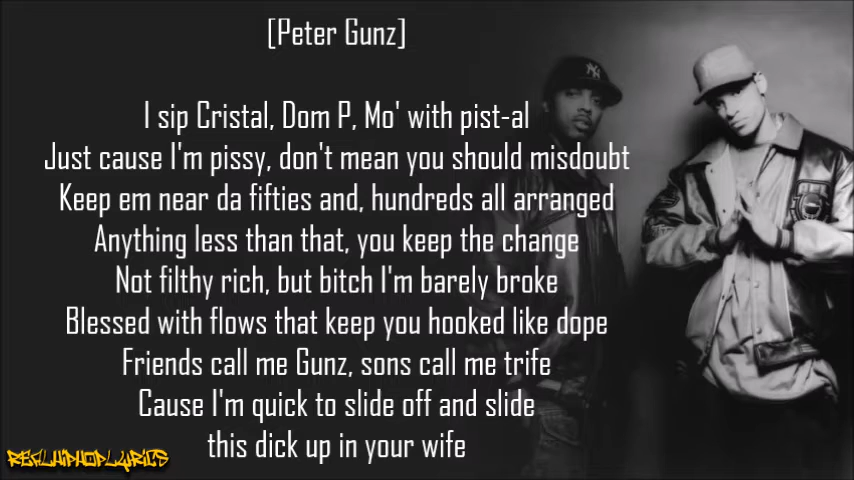 [Peter Gunz]
I sip Cristal, Dom P, Mo' with pist-al
Just cause I'm pissy, don't mean you should misdoubt
Keep em near da fifties and, hundreds all arranged
Anything less than that, you keep the change
Not filthy rich, but bitch I'm barely broke
Blessed with flows that keep you hooked like dope
Friends call me Gunz, sons call me trife
Cause I'm quick to slide off and slide
this dick up in your wife
REALHIPHOPLYRICS